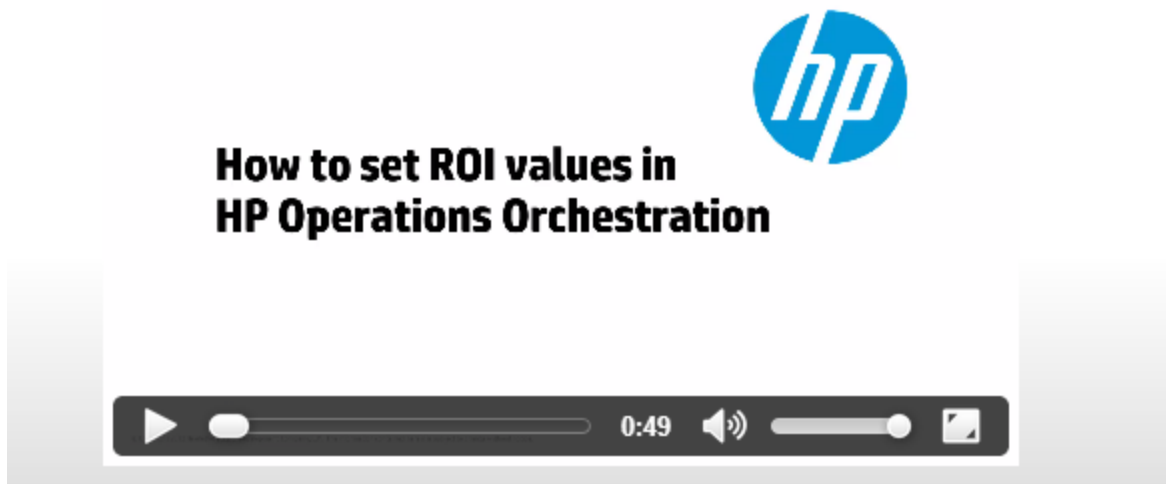 hp
How to set ROI values in
HP Operations Orchestration
0:49